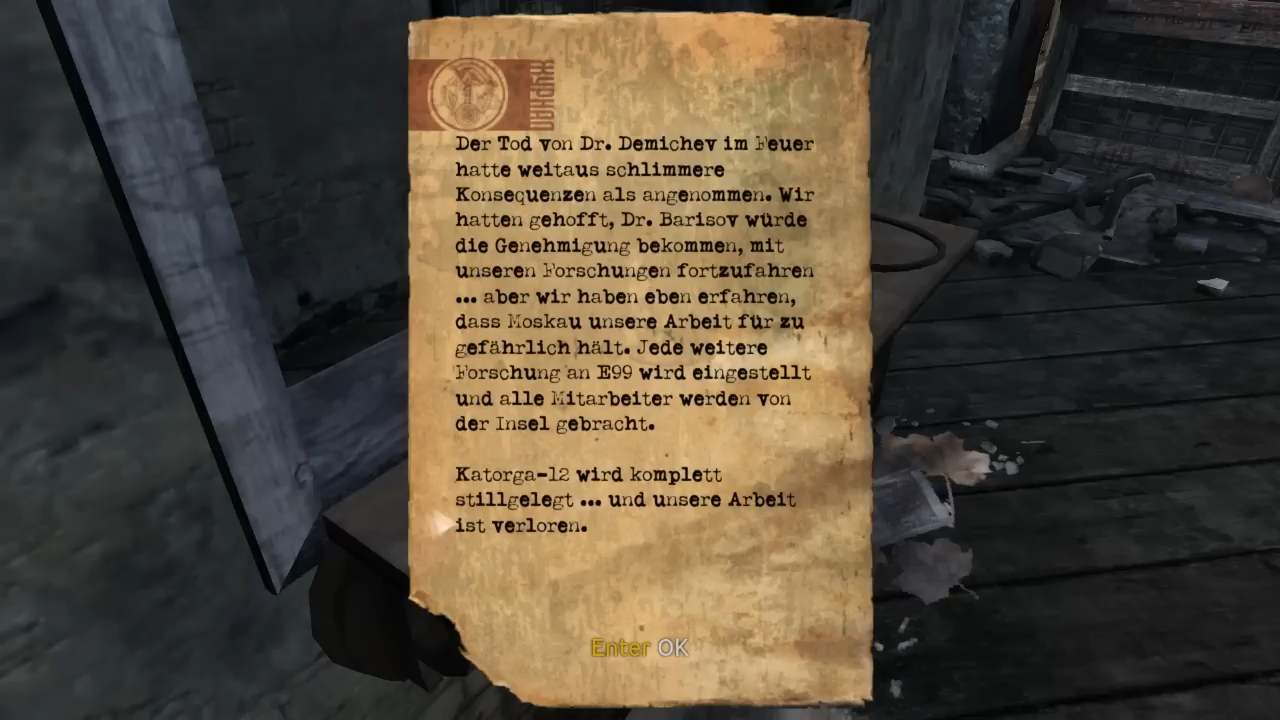 Der Tod von Dr. Demichev im Feuer
hatte weitaus schlimmere
Konsequenzen als angenommen. Wir
hatten gehofft, Dr. Barisov würde
die Genehmigung bekommen, mit
unseren Forschungen fortzufahren
... aber wir haben eben erfahren,
dass Moskau unsere Arbeit für zu
gefährlich hält. Jede weitere
Forschung an E99 wird eingestellt
und alle Mitarbeiter werden von
der Insel gebracht.
Katorga-12 wird komplett
stillgelegt ... und unsere Arbeit
ist verloren.
Enter OK